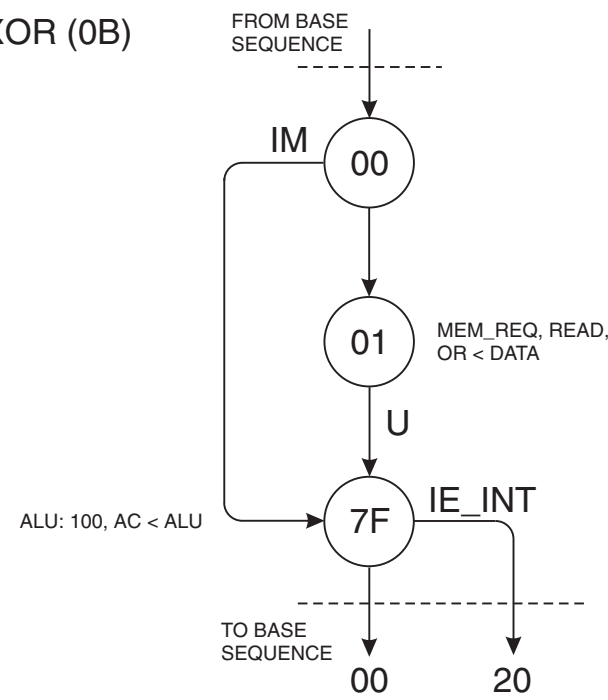 XOR (0B)
FROM BASE
SEQUENCE
IM
00
01
MEM_REQ, READ,
OR < DATA
U
ALU: 100, AC < ALU
7F
IE_INT
TO BASE
SEQUENCE
00
20